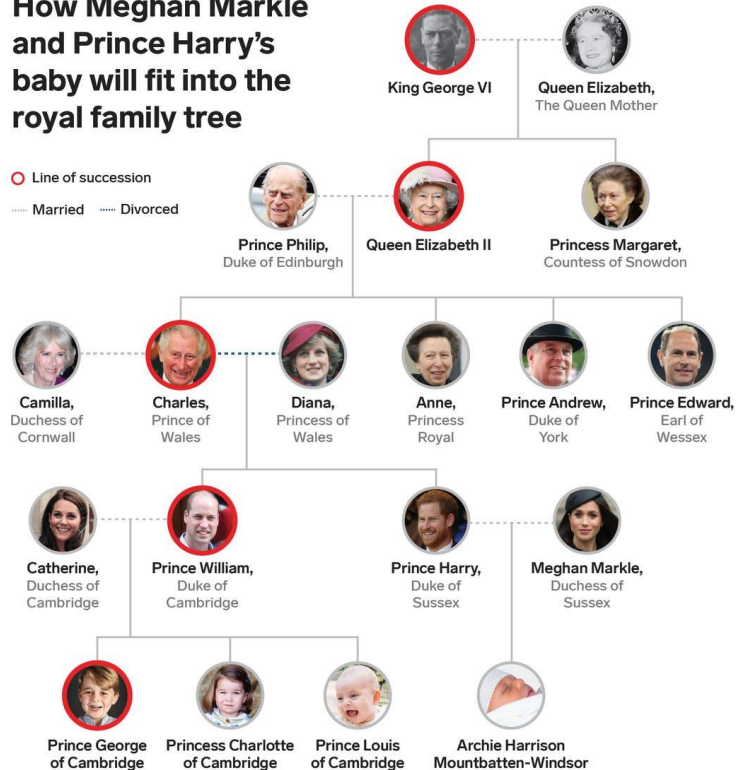 How Meghan Markle
and Prince Harry's
baby will fit into the
royal family tree
Line of succession
Married
Divorced
King George VI
Queen Elizabeth,
The Queen Mother
Prince Philip,
Duke of Edinburgh
Queen Elizabeth II
Princess Margaret,
Countess of Snowdon
Camilla,
Duchess of
Cornwall
Charles,
Prince of
Wales
Diana,
Princess of
Wales
Anne,
Princess
Royal
Prince Andrew,
Duke of
York
Prince Edward,
Earl of
Wessex
Catherine,
Duchess of
Cambridge
Prince William,
Duke of
Cambridge
Prince Harry,
Duke of
Sussex
Meghan Markle,
Duchess of
Sussex
Prince George
of Cambridge
Princess Charlotte
of Cambridge
Prince Louis
of Cambridge
Archie Harrison
Mountbatten-Windsor